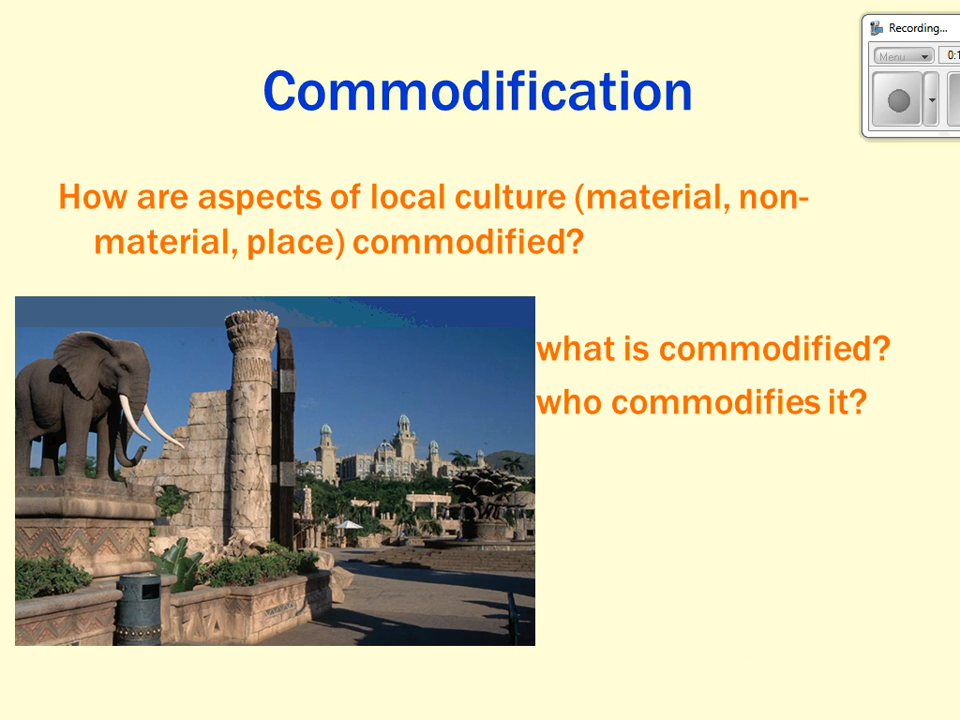 Recording...
Menu
0:1
Commodification
How are aspects of local culture (material, non-
material, place) commodified?
what is commodified?
who commodifies it?